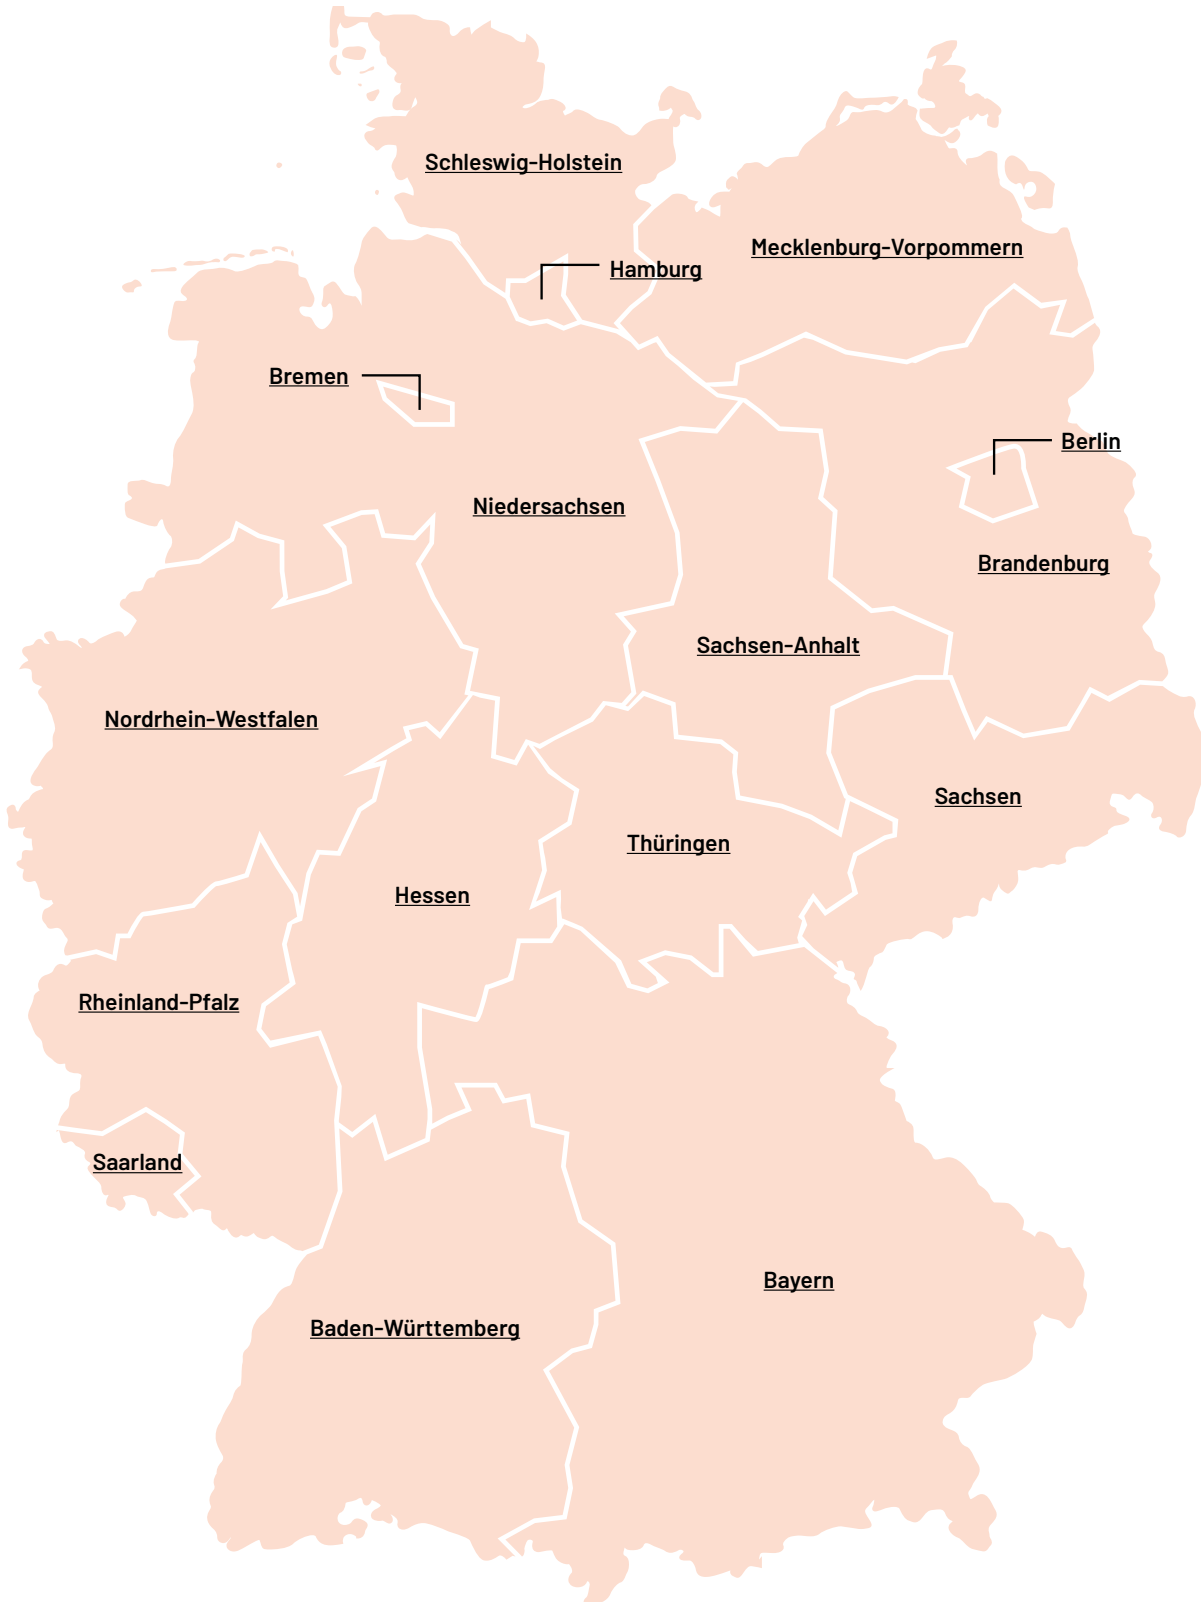 Schleswig-Holstein
Mecklenburg-Vorpommern
Hamburg
Bremen
Berlin
Niedersachsen
Brandenburg
Sachsen-Anhalt
Nordrhein-Westfalen
Sachsen
Thüringen
Hessen
Rheinland-Pfalz
Saarland
Bayern
Baden-Württemberg